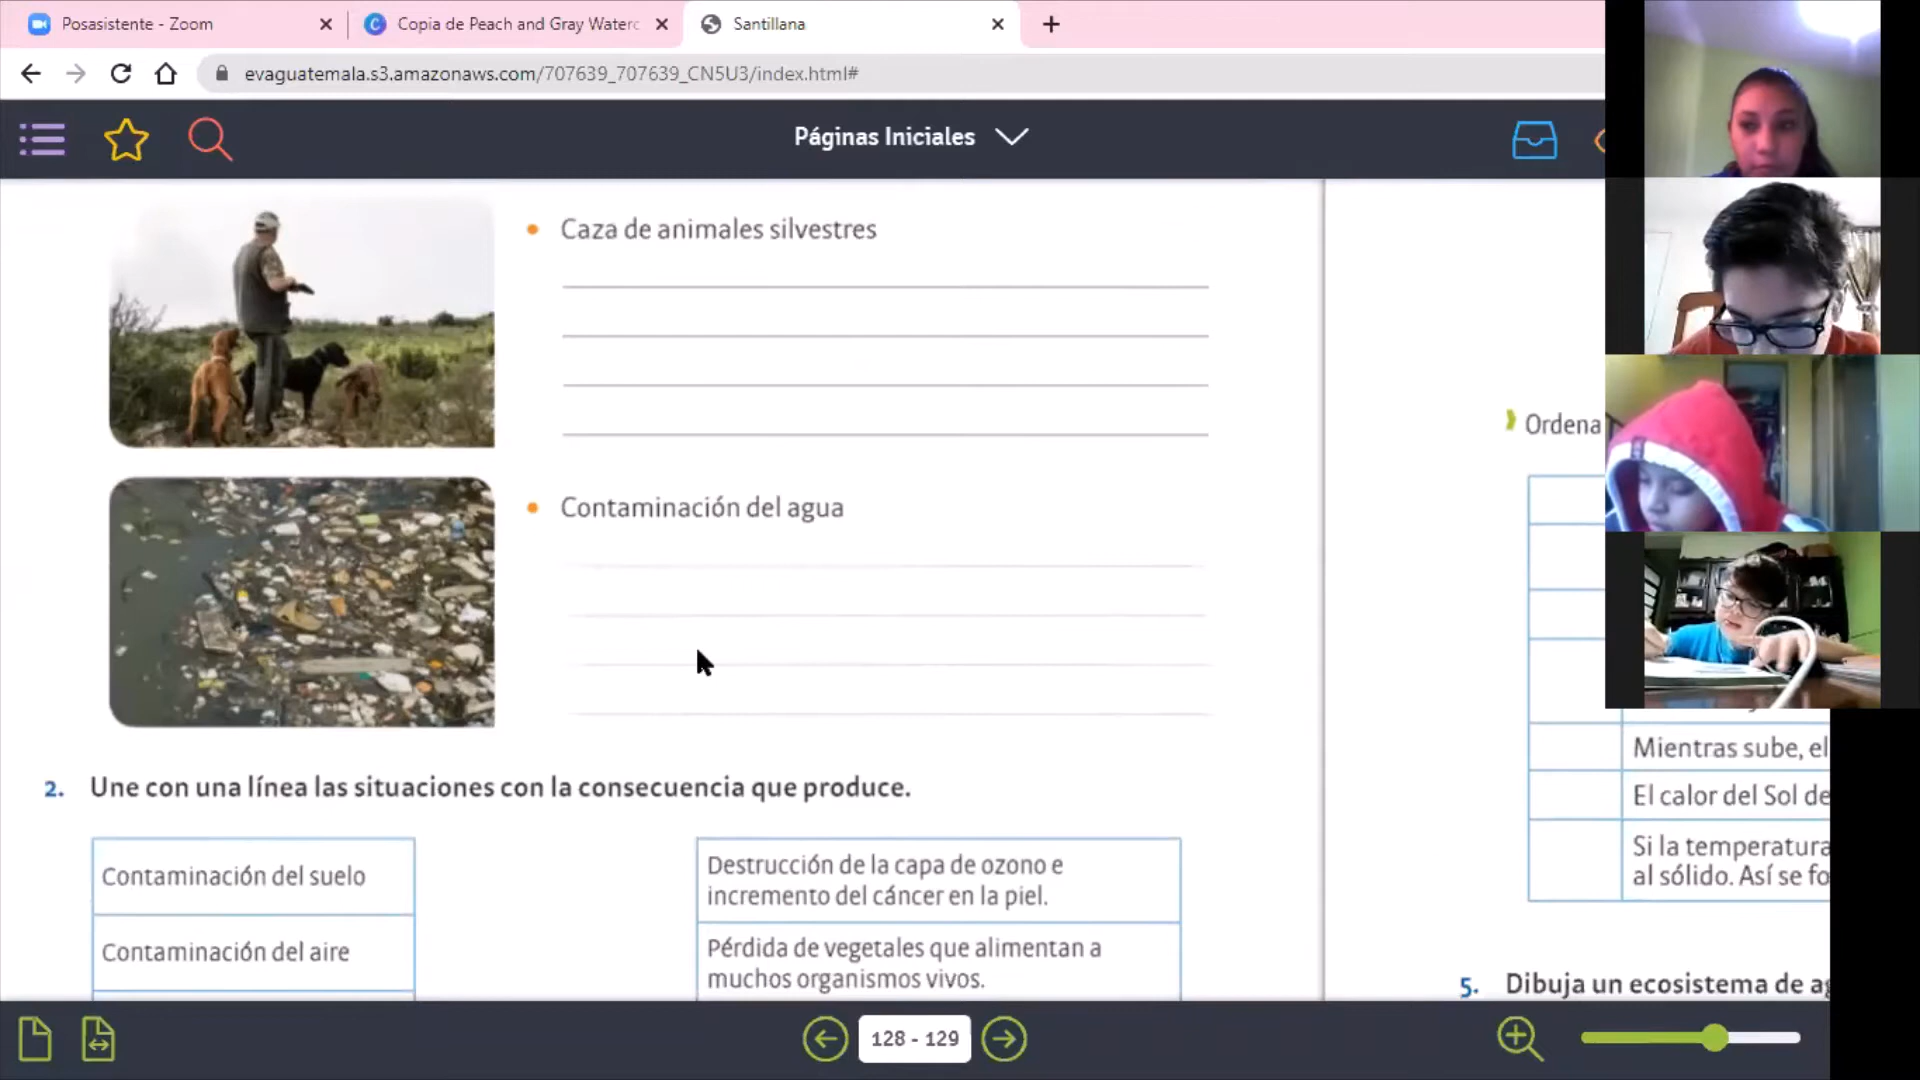 Posasistente - Zoom
Copia de Peach and Gray Waterc
Santillana
evaguatemala.s3.amazonaws.com/707639_707639_CN5U3/index.html#
Páginas Iniciales
• Caza de animales silvestres
• Contaminación del agua
2. Une con una línea las situaciones con la consecuencia que produce.
Contaminación del suelo
Contaminación del aire
Destrucción de la capa de ozono e
incremento del cáncer en la piel.
Pérdida de vegetales que alimentan a
muchos organismos vivos.
Ordena
Mientras sube, el
El calor del Sol de
Si la temperatura
al sólido. Así se fo
5. Dibuja un ecosistema de ag
128 - 129